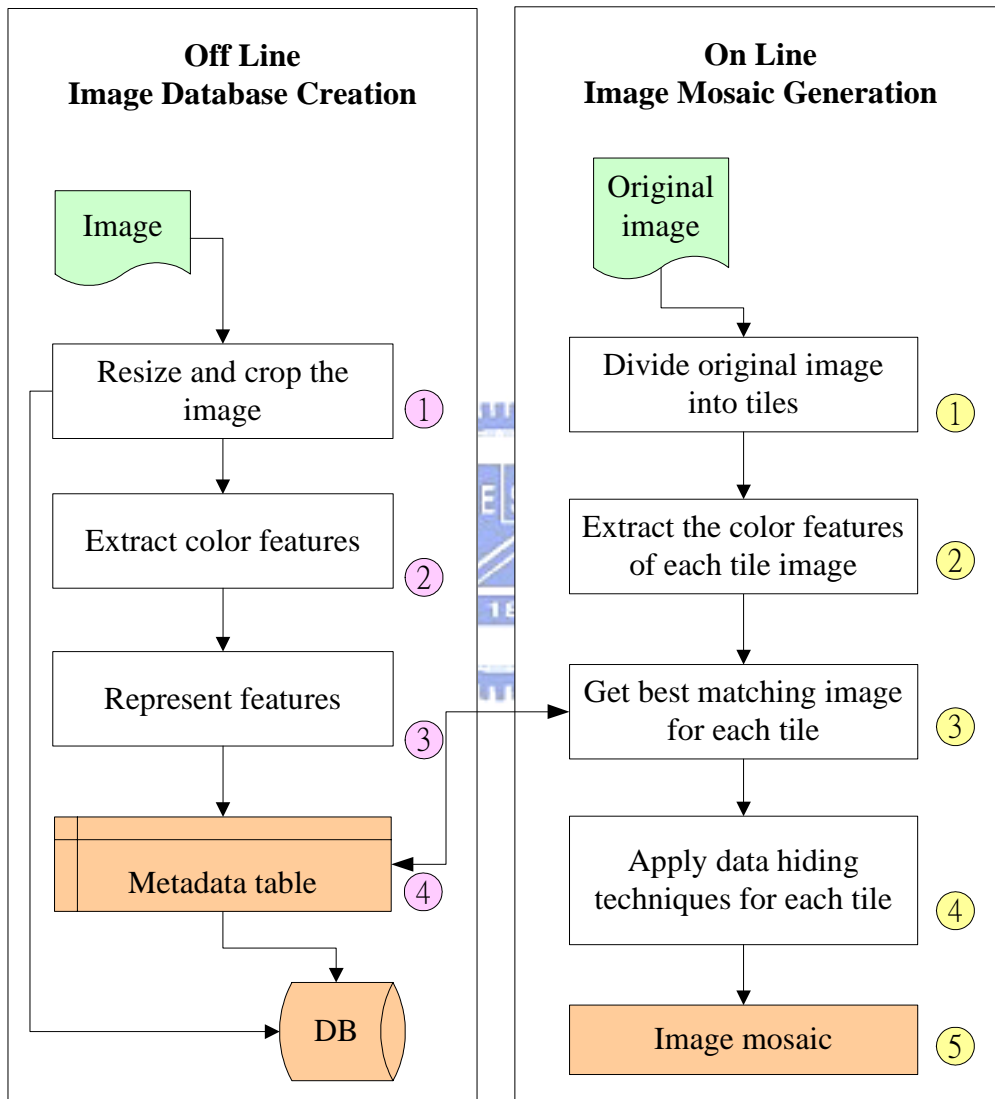 Off Line
Image Database Creation
Image
Resize and crop the
image
1
Extract color features
2
Represent features
3
Metadata table
4
DB
On Line
Image Mosaic Generation
Original
image
Divide original image
into tiles
1
Extract the color features
of each tile image
2
Get best matching image
for each tile
3
Apply data hiding
techniques for each tile
4
Image mosaic
5